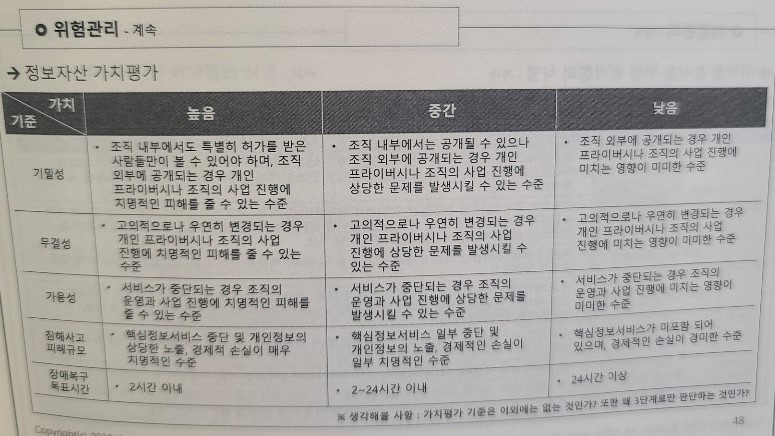 위험관리 - 계속
→ 정보자산 가치평가
가치
기준
높음
중간
낮음
기밀성
• 조직 내부에서도 특별히 허가를 받은
사람들만이 볼 수 있어야 하며, 조직
외부에 공개되는 경우 개인
프라이버시나 조직의 사업 진행에
치명적인 피해를 줄 수 있는 수준
• 조직 내부에서는 공개될 수 있으나
조직 외부에 공개되는 경우 개인
프라이버시나 조직의 사업 진행에
상당한 문제를 발생시킬 수 있는 수준
• 조직 외부에 공개되는 경우 개인
프라이버시나 조직의 사업 진행에
미치는 영향이 미미한 수준
무결성
• 고의적으로나 우연히 변경되는 경우
개인 프라이버시나 조직의 사업
진행에 치명적인 피해를 줄 수 있는
수준
• 고의적으로나 우연히 변경되는 경우
개인 프라이버시나 조직의 사업
진행에 상당한 문제를 발생시킬 수
있는 수준
• 고의적으로나 우연히 변경되는 경우
개인 프라이버시나 조직의 사업
진행에 미치는 영향이 미미한 수준
가용성
• 서비스가 중단되는 경우 조직의
운영과 사업 진행에 치명적인 피해를
줄 수 있는 수준
• 서비스가 중단되는 경우 조직의
운영과 사업 진행에 상당한 문제를
발생시킬 수 있는 수준
• 서비스가 중단되는 경우 조직의
운영과 사업 진행에 미치는 영향이
미미한 수준
침해사고
피해규모
• 핵심정보서비스 중단 및 개인정보의
상당한 노출, 경제적 손실이 매우
치명적인 수준
• 핵심정보서비스 일부 중단 및
개인정보의 노출, 경제적인 손실이
일부 치명적인 수준
• 핵심정보서비스가 미포함 되어
있으며, 경제적인 손실이 경미한 수준
장애복구
목표시간
• 2시간 이내
• 2~24시간 이내
• 24시간 이상
※ 생각해볼 사항 : 가치평가 기준은 이외에는 없는 것인가? 또한 왜 3단계로만 판단하는 것인가?
48